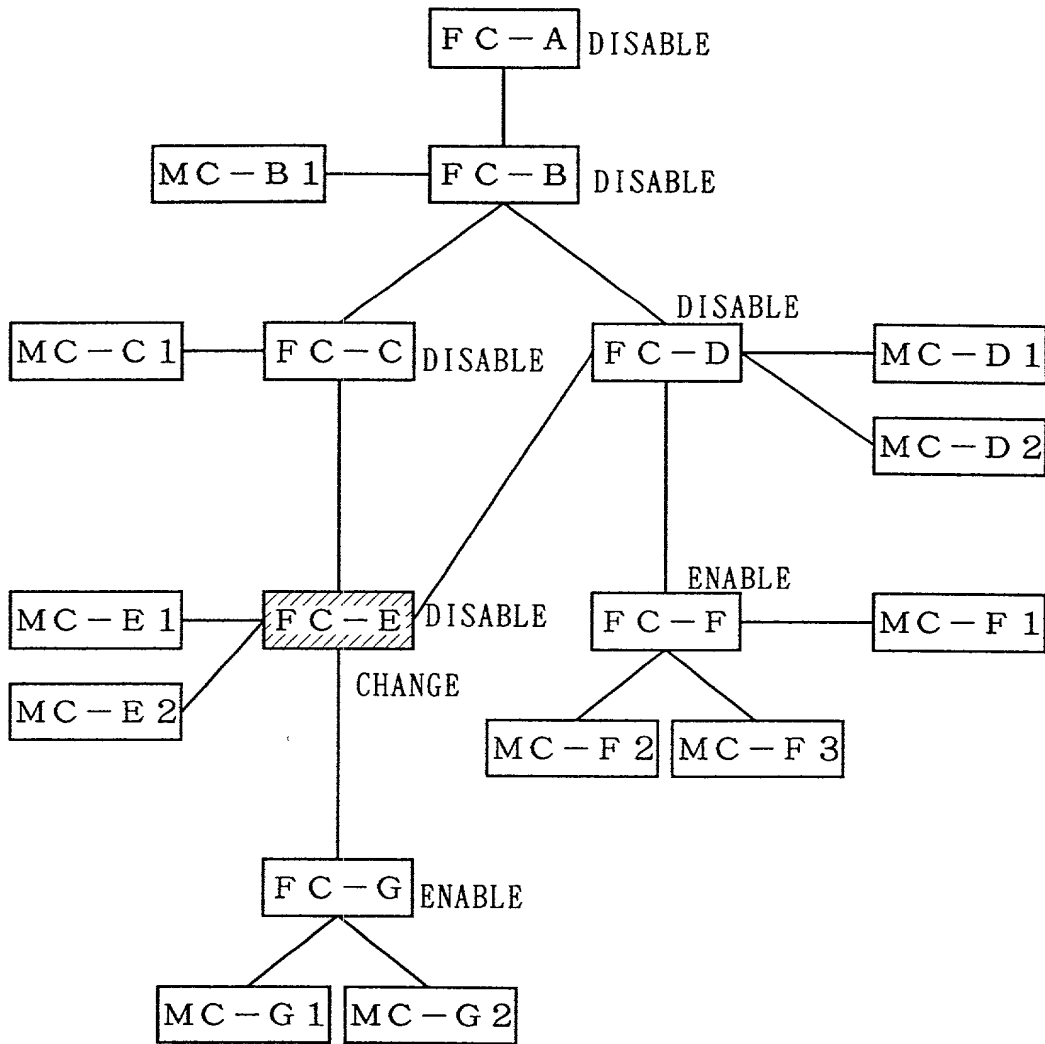 FC-A DISABLE
MC-B1 FC-B DISABLE
DISABLE
MC-C1 FC-C DISABLE FC-D MC-D1
MC-D2
ENABLE
MC-E1 FC-E DISABLE FC-F MC-F1
CHANGE
MC-E2
MC-F2 MC-F3
FC-G ENABLE
MC-G1 MC-G2